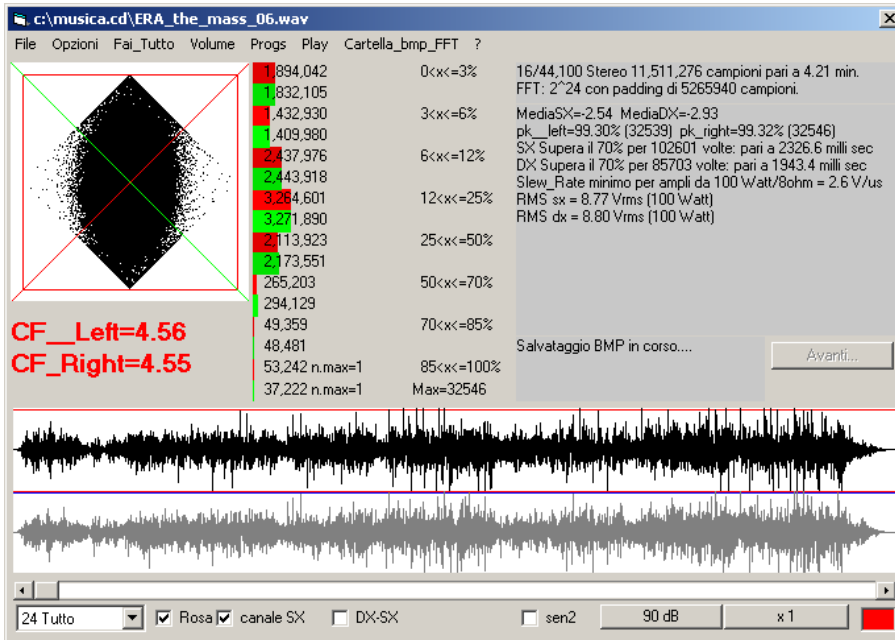 c:\musica.cd\ERA_the_mass_06.wav
File Opzioni Fai_Tutto Volume Progs Play Cartella_bmp_FFT ?
1,894,042 0<x<=3%
1,832,105
1,432,930 3<x<=6%
1,409,980
2,437,976 6<x<=12%
2,443,918
3,264,601 12<x<=25%
3,271,890
2,113,923 25<x<=50%
2,173,551
265,203 50<x<=70%
294,129
49,359 70<x<=85%
48,481
53,242 n.max=1 85<x<=100%
37,222 n.max=1 Max=32546
16/44,100 Stereo 11,511,276 campioni pari a 4.21 min.
FFT: 2^24 con padding di 5265940 campioni.
MediaSX=-2.54 MediaDX=-2.93
pk__left=99.30% (32539) pk_right=99.32% (32546)
SX Supera il 70% per 102601 volte: pari a 2326.6 milli sec
DX Supera il 70% per 85703 volte: pari a 1943.4 milli sec
Slew_Rate minimo per ampli da 100 Watt/8ohm = 2.6 V/us
RMS sx = 8.77 Vrms (100 Watt)
RMS dx = 8.80 Vrms (100 Watt)
CF__Left=4.56
CF_Right=4.55
Salvataggio BMP in corso....
Avanti...
24 Tutto Rosa canale SX DX-SX sen2 90 dB x 1